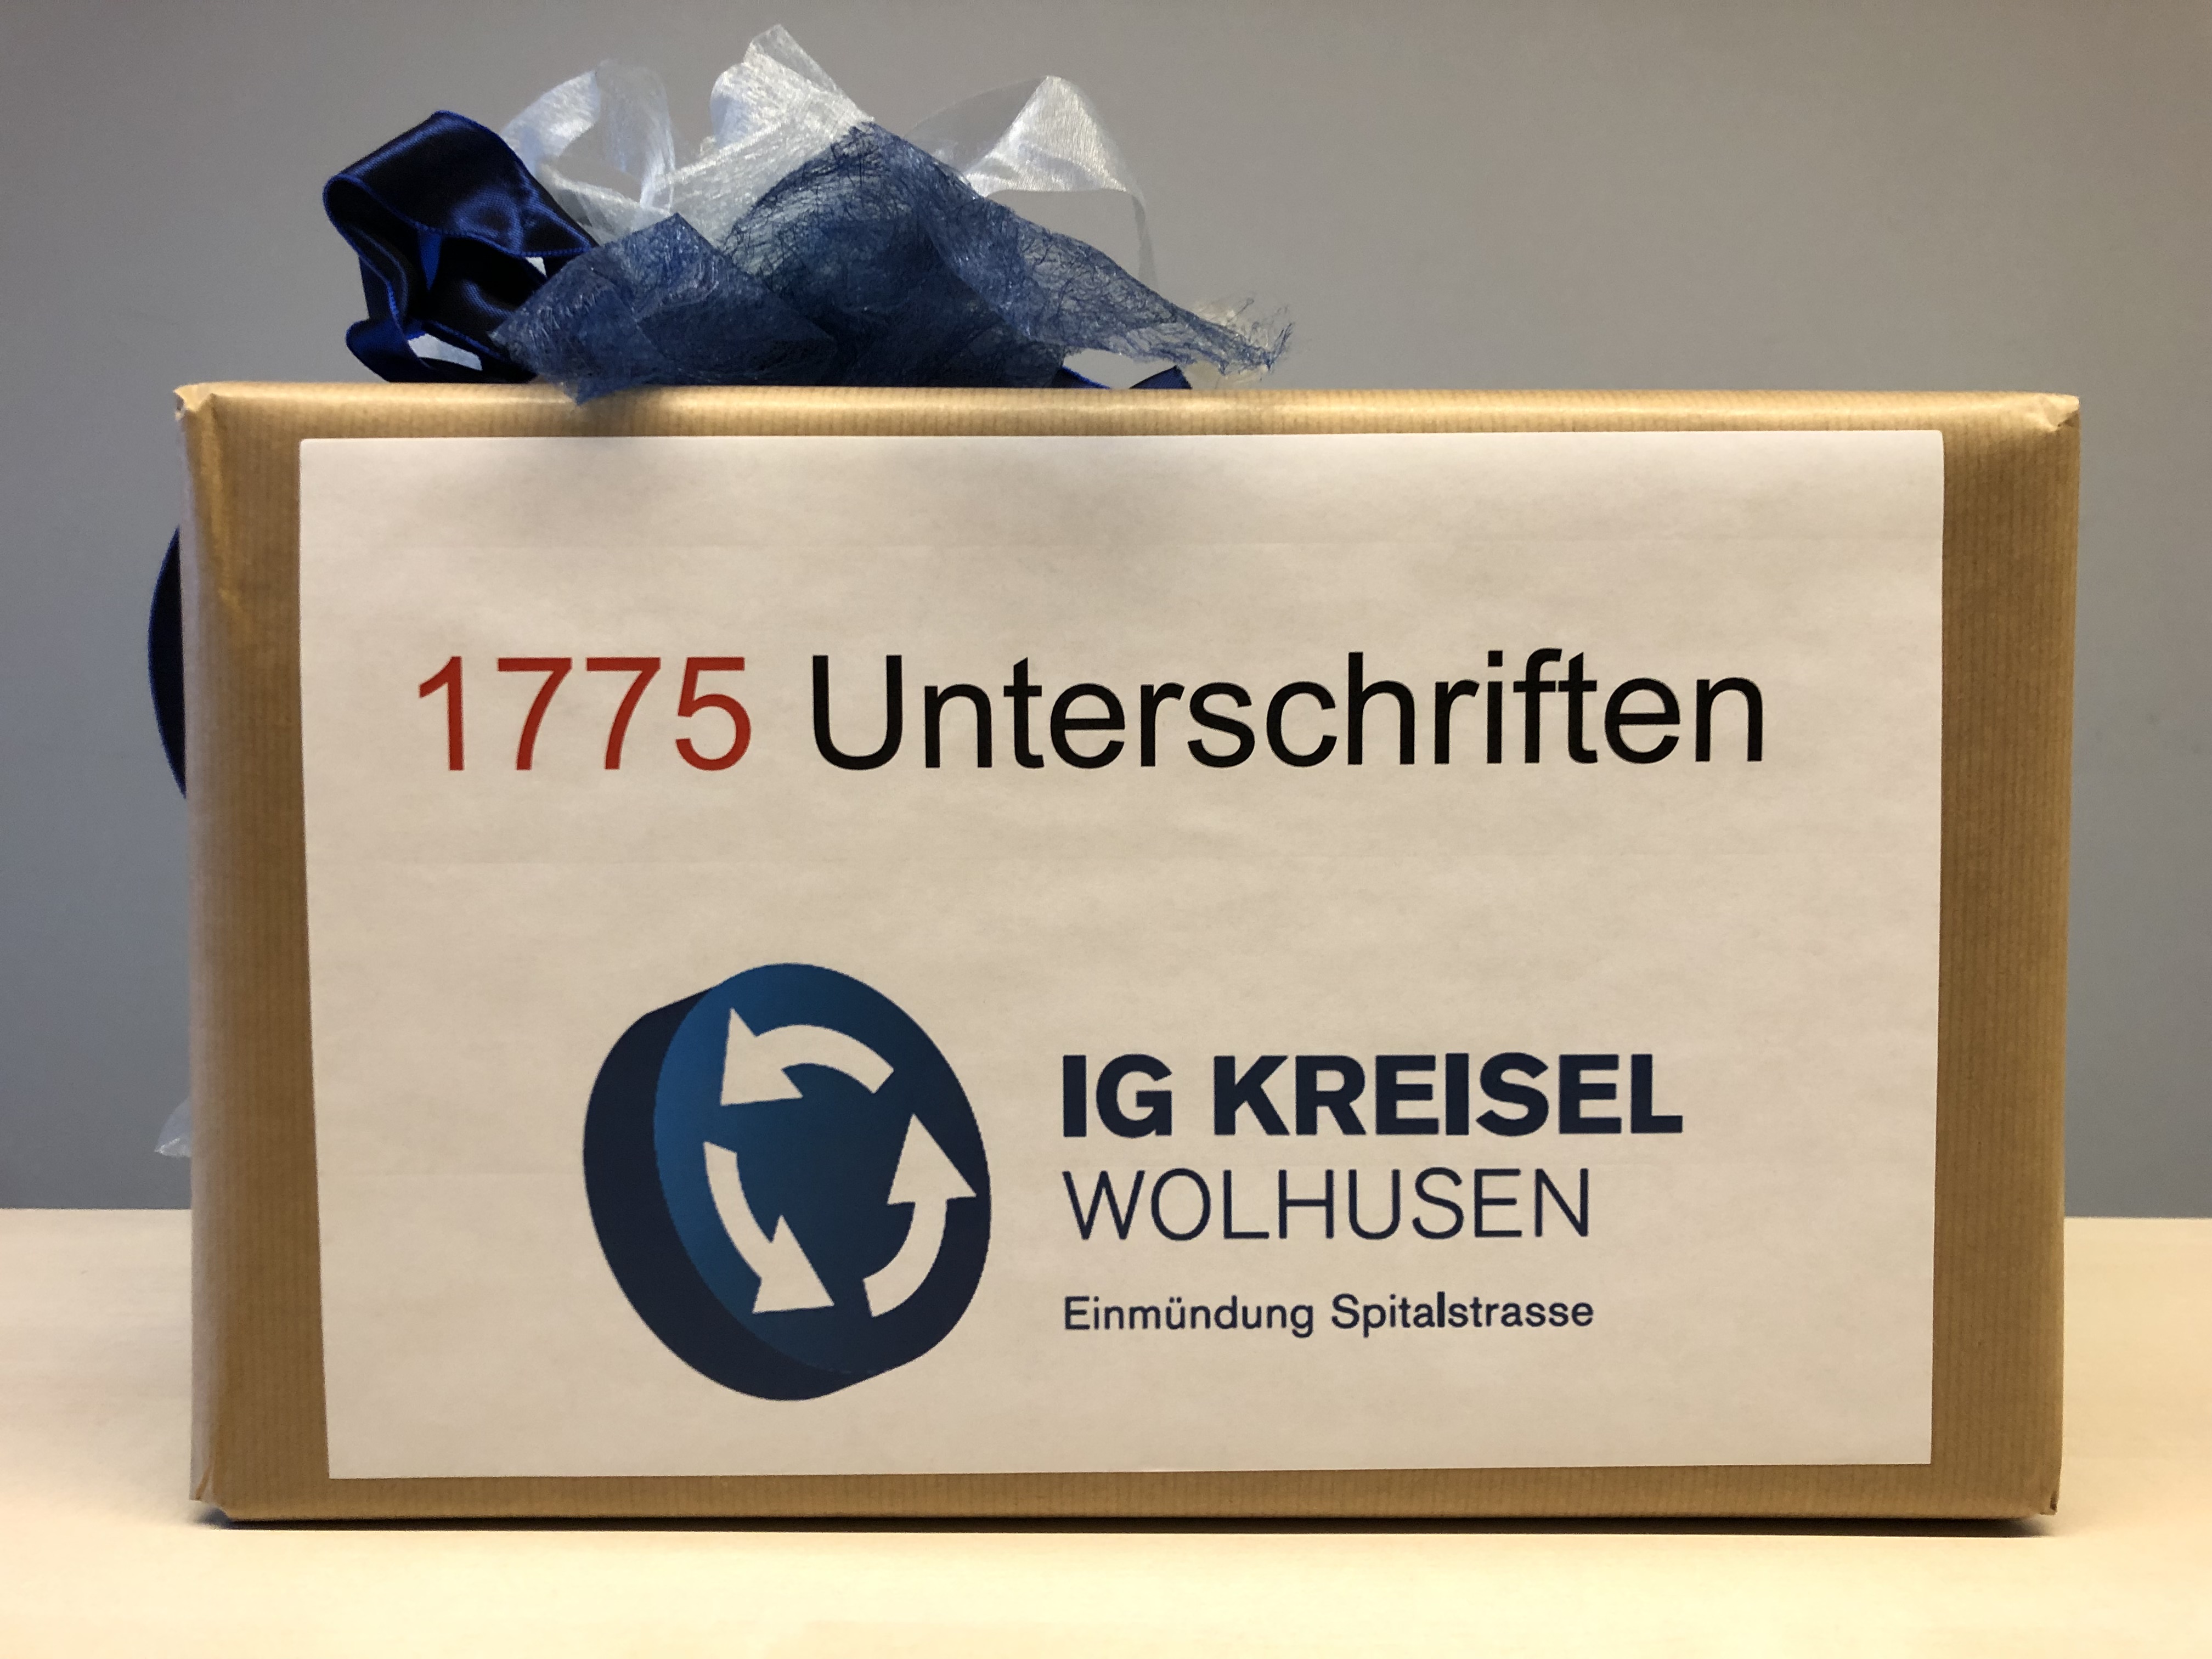 1775 Unterschriften
IG KREISEL
WOLHUSEN
Einmündung Spitalstrasse